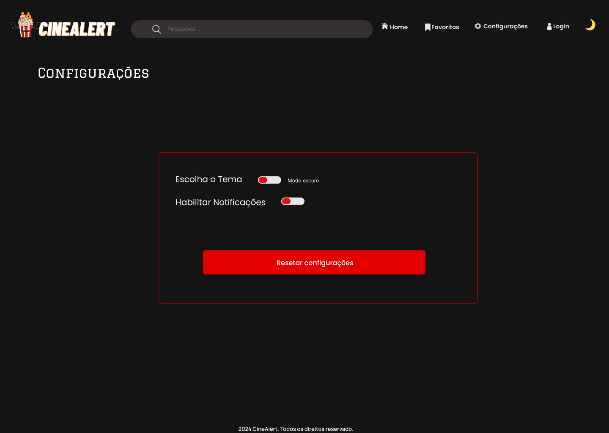 CINEALERT
Pesquisar...
Home
Favoritos
Configurações
Login
Configurações
Escolha o Tema
Modo escuro
Habilitar Notificações
Resetar configurações
2024 CineAlert. Todos os direitos reservado.